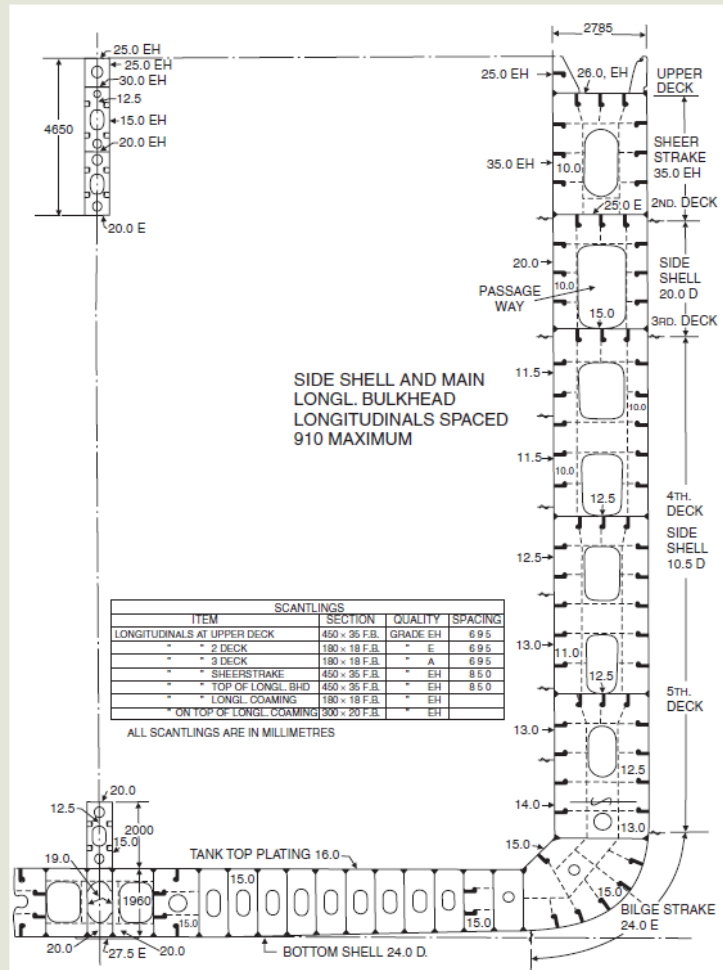 25.0 EH
25.0 EH
30.0 EH
12.5
15.0 EH
20.0 EH
4650
20.0 E
2785
25.0 EH
26.0, EH
UPPER
DECK
SHEER
STRAKE
35.0 EH
35.0 EH
10.0
25.0 E
2ND. DECK
20.0
10.0
SIDE
SHELL
20.0 D
PASSAGE
WAY
15.0
3RD. DECK
SIDE SHELL AND MAIN
LONGL. BULKHEAD
LONGITUDINALS SPACED
910 MAXIMUM
11.5
10.0
11.5
10.0
12.5
4TH.
DECK
SIDE
SHELL
10.5 D
12.5
13.0
11.0
12.5
5TH.
DECK
13.0
12.5
14.0
13.0
SCANTLINGS
ITEM SECTION QUALITY SPACING
LONGITUDINALS AT UPPER DECK 450 × 35 F.B. GRADE EH 695
" " 2 DECK 180 × 18 F.B. " E 695
" " 3 DECK 180 × 18 F.B. " A 695
" " SHEERSTRAKE 450 × 35 F.B. " EH 850
" " TOP OF LONGL. BHD 450 × 35 F.B. " EH 850
" " LONGL. COAMING 180 × 18 F.B. " EH
" ON TOP OF LONGL. COAMING 300 × 20 F.B. " EH
ALL SCANTLINGS ARE IN MILLIMETRES
20.0
12.5
2000
15.0
19.0
TANK TOP PLATING 16.0
15.0
15.0
1960
15.0
15.0
15.0
BILGE STRAKE
24.0 E
20.0
27.5 E
20.0
BOTTOM SHELL 24.0 D.